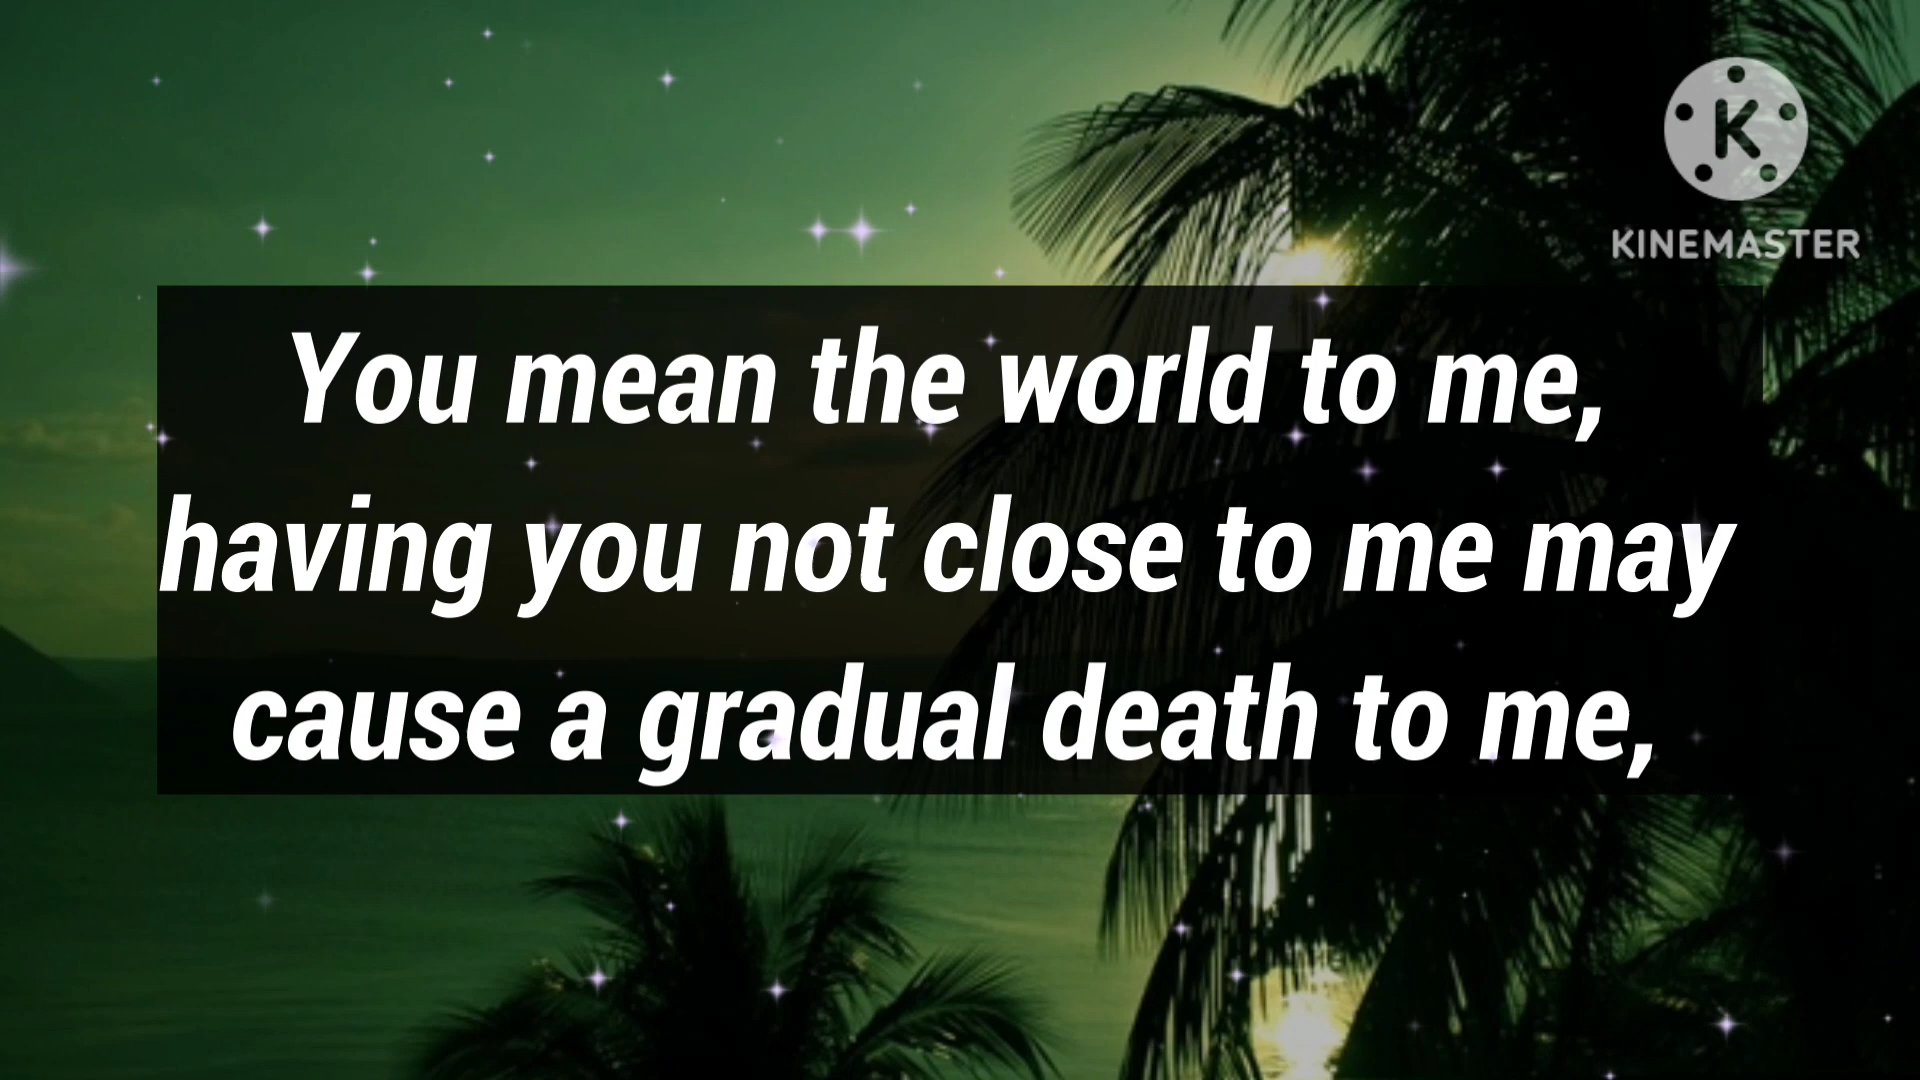 K
KINEMASTER
You mean the world to me,
having you not close to me may
cause a gradual death to me,